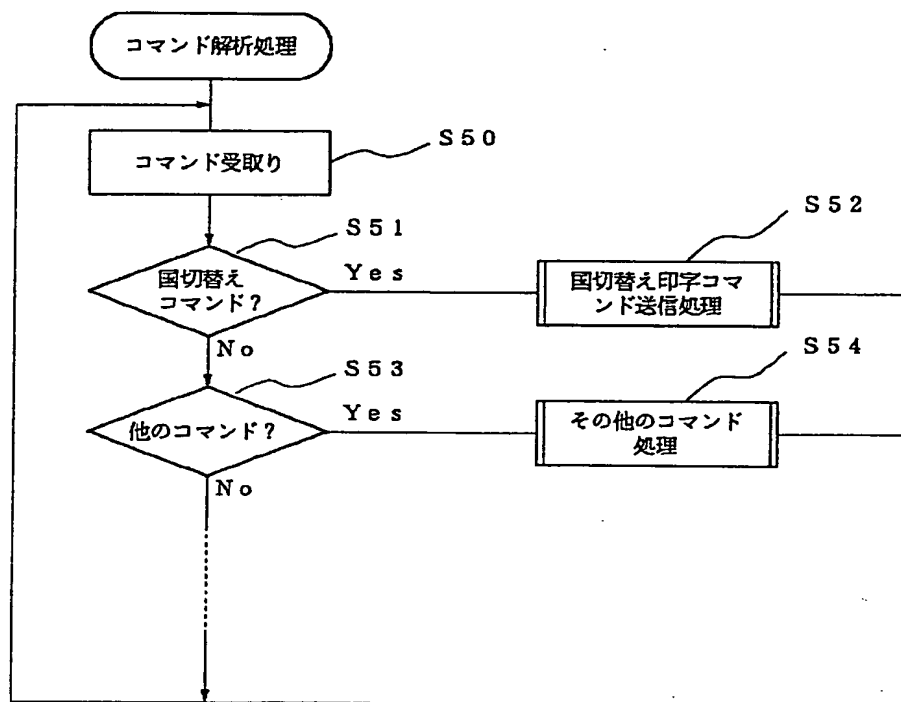 コマンド解析処理
S50
コマンド受取り
S51
S52
国切替え
コマンド?
Yes
国切替え印字コマ
ンド送信処理
No
S53
S54
他のコマンド?
Yes
その他のコマンド
処理
No